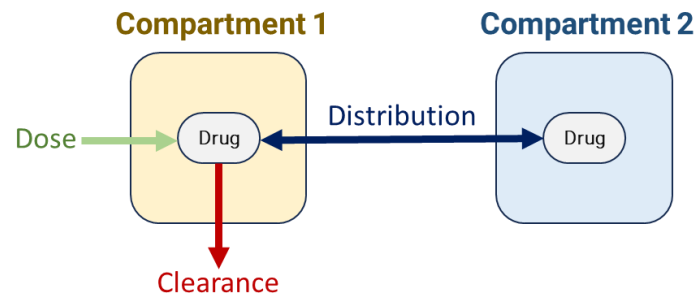 Compartment 1
Compartment 2
Distribution
Dose
Drug
Drug
Clearance